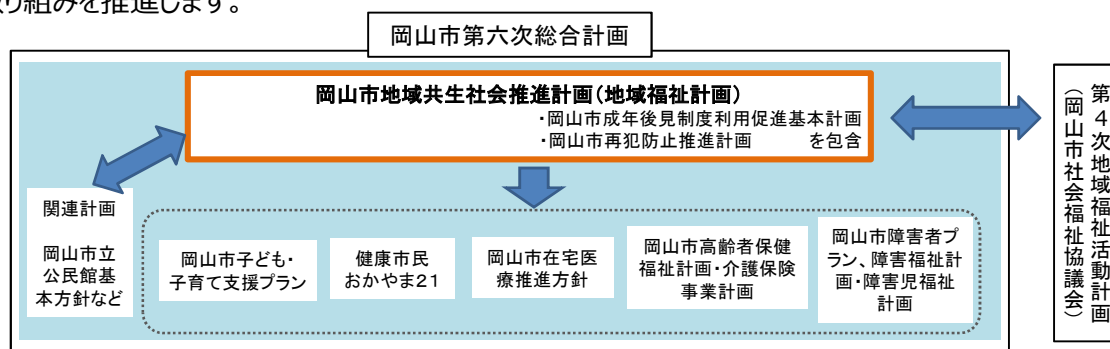 り組みを推進します。
岡山市第六次総合計画
岡山市地域共生社会推進計画(地域福祉計画)
・岡山市成年後見制度利用促進基本計画
・岡山市再犯防止推進計画 を包含
関連計画
岡山市立
公民館基
本方針など
岡山市子ども・
子育て支援プラン
健康市民
おかやま21
岡山市在宅医
療推進方針
岡山市高齢者保健
福祉計画・介護保険
事業計画
岡山市障害者プ
ラン、障害福祉計
画・障害児福祉
計画
第4次地域福祉活動計画
(岡山市社会福祉協議会)